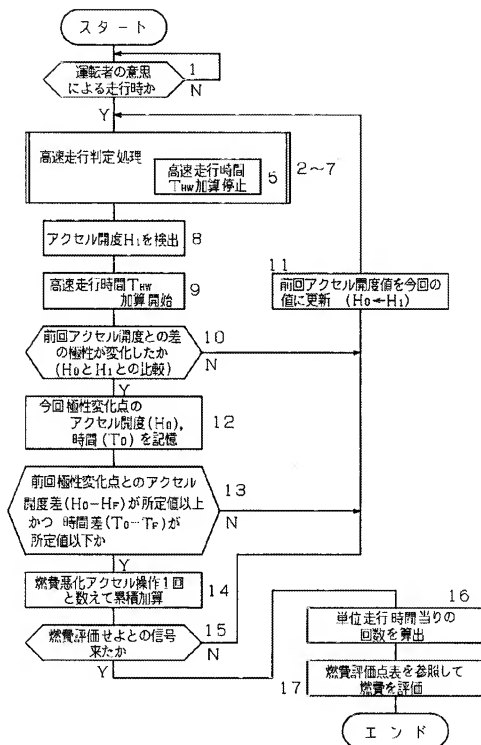 スタート
運転者の意思
による走行時か
1
N
Y
高速走行判定処理
高速走行時間
THW加算停止
5
2～7
アクセル開度H1を検出
8
高速走行時間THW
加算開始
9
11
前回アクセル開度値を今回の
値に更新 (H0←H1)
前回アクセル開度との差
の極性が変化したか
(H0とH1との比較)
10
N
Y
今回極性変化点の
アクセル開度(H0),
時間(T0)を記憶
12
前回極性変化点とのアクセル
開度差(H0-HF)が所定値以上
かつ 時間差(T0-TF)が
所定値以下か
13
N
Y
燃費悪化アクセル操作1回
と数えて累積加算
14
燃費評価せよとの信号
来たか
15
N
Y
16
単位走行時間当りの
回数を算出
17
燃費評価点表を参照して
燃費を評価
エンド